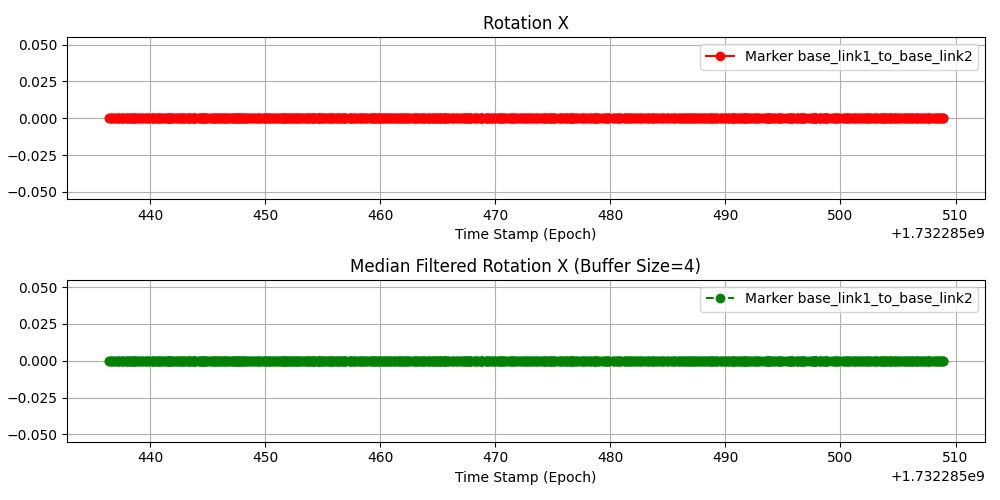 Rotation X
0.050
0.025
0.000
−0.025
−0.050
Marker base_link1_to_base_link2
440 450 460 470 480 490 500 510
Time Stamp (Epoch)
+1.732285e9
Median Filtered Rotation X (Buffer Size=4)
0.050
0.025
0.000
−0.025
−0.050
Marker base_link1_to_base_link2
440 450 460 470 480 490 500 510
Time Stamp (Epoch)
+1.732285e9